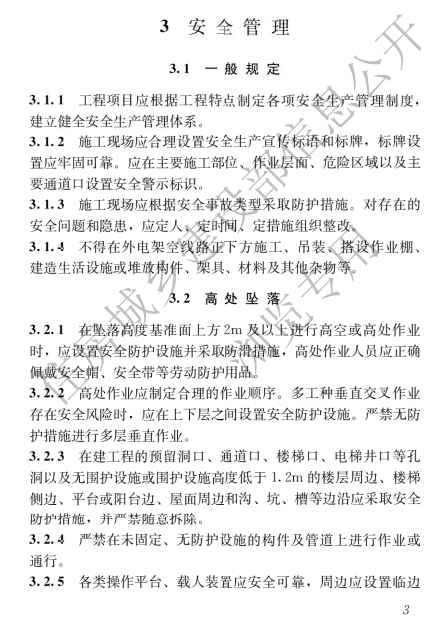 3 安全管理
3.1 一般规定
3.1.1 工程项目应根据工程特点制定各项安全生产管理制度，
建立健全安全生产管理体系。
3.1.2 施工现场应合理设置安全生产宣传标语和标牌，标牌设
置应牢固可靠。应在主要施工部位、作业层面、危险区域以及主
要通道口设置安全警示标识。
3.1.3 施工现场应根据安全事故类型采取防护措施。对存在的
安全问题和隐患，应定人、定时间、定措施组织整改。
3.1.4 不得在外电架空线路正下方施工、吊装、搭设作业棚、
建造生活设施或堆放构件、架具、材料及其他杂物等。
3.2 高处坠落
3.2.1 在坠落高度基准面上方2m及以上进行高空或高处作业
时，应设置安全防护设施并采取防滑措施，高处作业人员应正确
佩戴安全帽、安全带等劳动防护用品。
3.2.2 高处作业应制定合理的作业顺序。多工种垂直交叉作业
存在安全风险时，应在上下层之间设置安全防护设施。严禁无防
护措施进行多层垂直作业。
3.2.3 在建工程的预留洞口、通道口、楼梯口、电梯井口等孔
洞以及无围护设施或围护设施高度低于1.2m的楼层周边、楼梯
侧边、平台或阳台边、屋面周边和沟、坑、槽等边沿应采取安全
防护措施，并严禁随意拆除。
3.2.4 严禁在未固定、无防护设施的构件及管道上进行作业或
通行。
3.2.5 各类操作平台、载人装置应安全可靠，周边应设置临边
3
住房城乡建设部信息公开
浏览专用